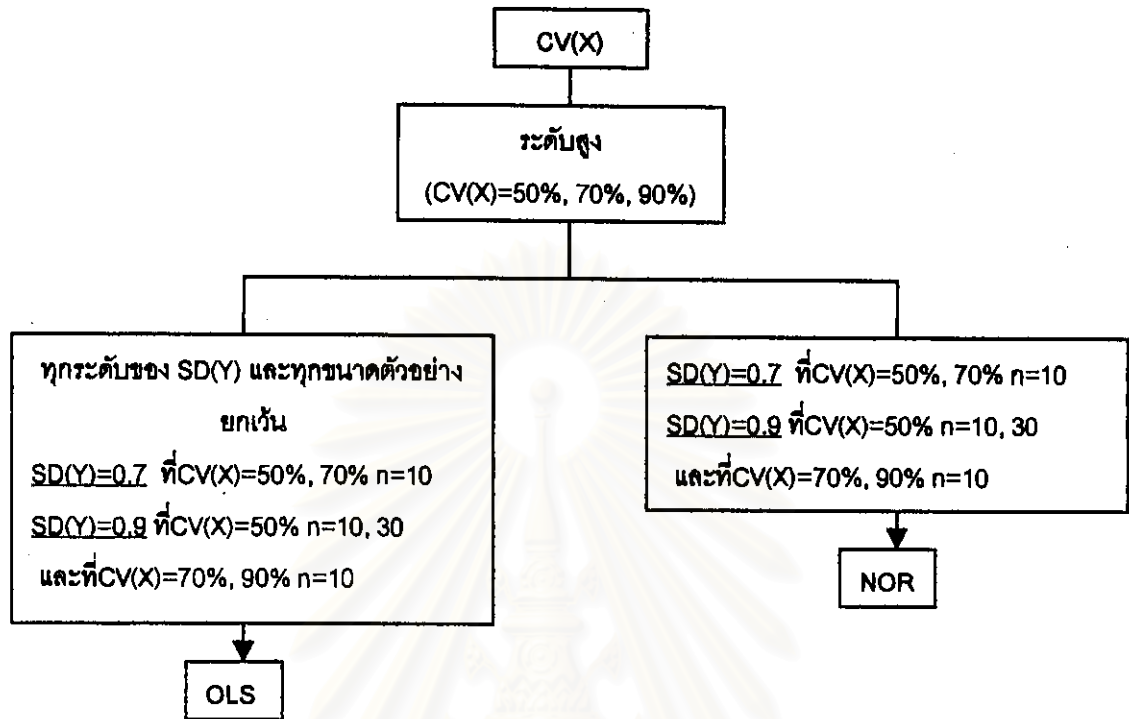 CV(X)
ระดับสูง
(CV(X)=50%, 70%, 90%)
ทุกระดับของ SD(Y) และทุกขนาดตัวอย่าง
ยกเว้น
SD(Y)=0.7 ที่CV(X)=50%, 70% n=10
SD(Y)=0.9 ที่CV(X)=50% n=10, 30
และที่CV(X)=70%, 90% n=10
OLS
SD(Y)=0.7 ที่CV(X)=50%, 70% n=10
SD(Y)=0.9 ที่CV(X)=50% n=10, 30
และที่CV(X)=70%, 90% n=10
NOR